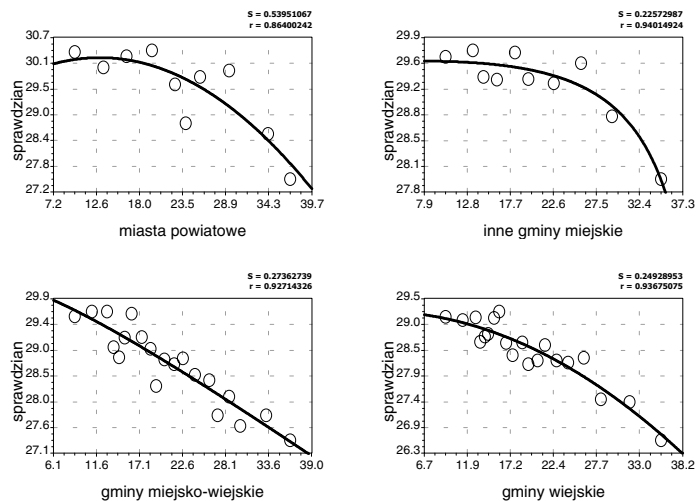 S = 0.53951067
r = 0.86400242
30.7
30.1
29.5
29.0
28.4
27.8
27.2
sprawdzian
7.2 12.6 18.1 23.5 28.9 34.3 39.7
miasta powiatowe
S = 0.22572987
r = 0.94014924
29.9
29.6
29.2
28.8
28.5
28.1
27.8
sprawdzian
7.9 12.8 17.7 22.6 27.5 32.4 37.3
inne gminy miejskie
S = 0.27362739
r = 0.92714326
29.9
29.4
28.9
28.5
28.0
27.6
27.1
sprawdzian
6.1 11.6 17.1 22.6 28.1 33.6 39.0
gminy miejsko-wiejskie
S = 0.24928953
r = 0.93675075
29.5
29.0
28.5
27.9
27.4
26.9
26.3
sprawdzian
6.7 11.9 17.2 22.4 27.7 33.0 38.2
gminy wiejskie